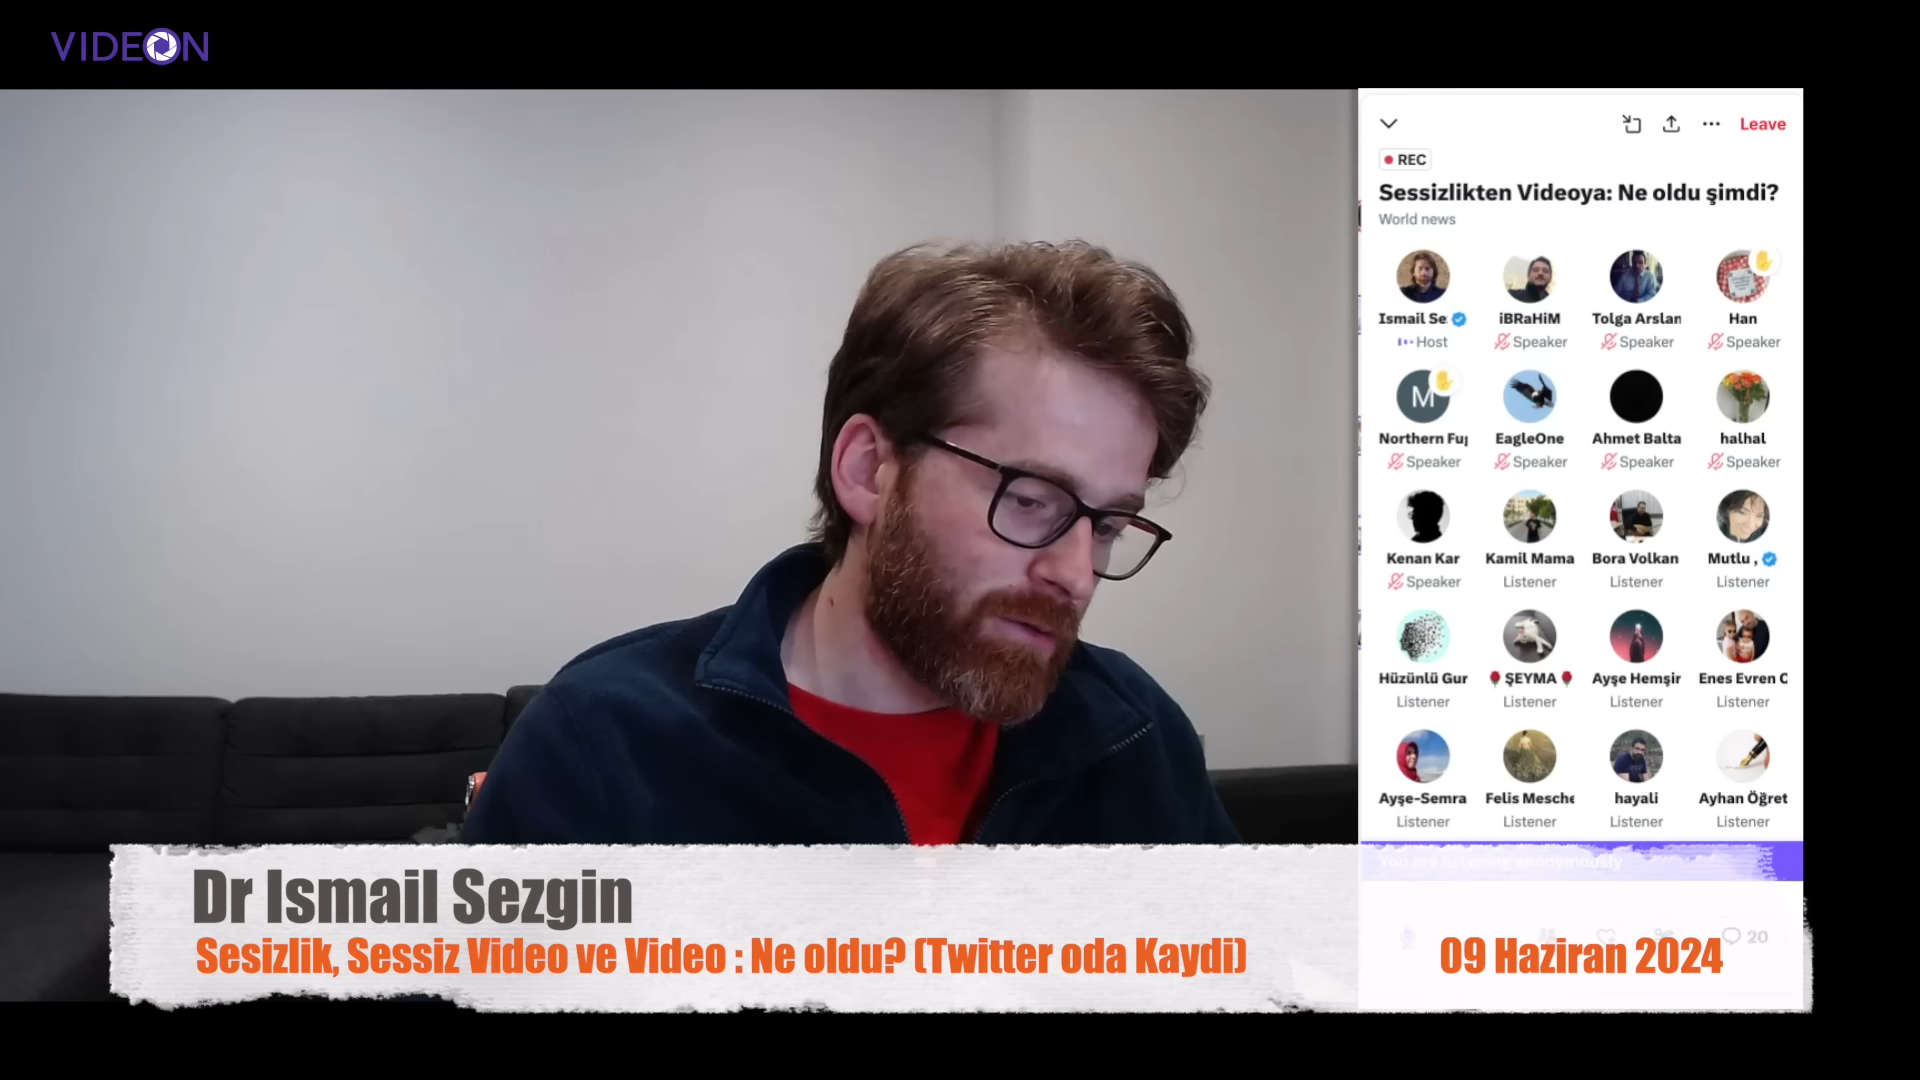 VIDEON
Leave
REC
Sessizlikten Videoya: Ne oldu şimdi?
World news
Ismail Se iBRaHiM Tolga Arslan Han
Host Speaker Speaker Speaker
M
Northern Fu EagleOne Ahmet Balta halhal
Speaker Speaker Speaker Speaker
Kenan Kar Kamil Mama Bora Volkan Mutlu ,
Speaker Listener Listener Listener
Hüzünlü Gur ŞEYMA Ayşe Hemşir Enes Evren
Listener Listener Listener Listener
Ayşe-Semra Felis Mesche hayali Ayhan Öğret
Listener Listener Listener Listener
You are listening anonymously
20
Dr Ismail Sezgin
Sesizlik, Sessiz Video ve Video : Ne oldu? (Twitter oda Kaydi)
09 Haziran 2024